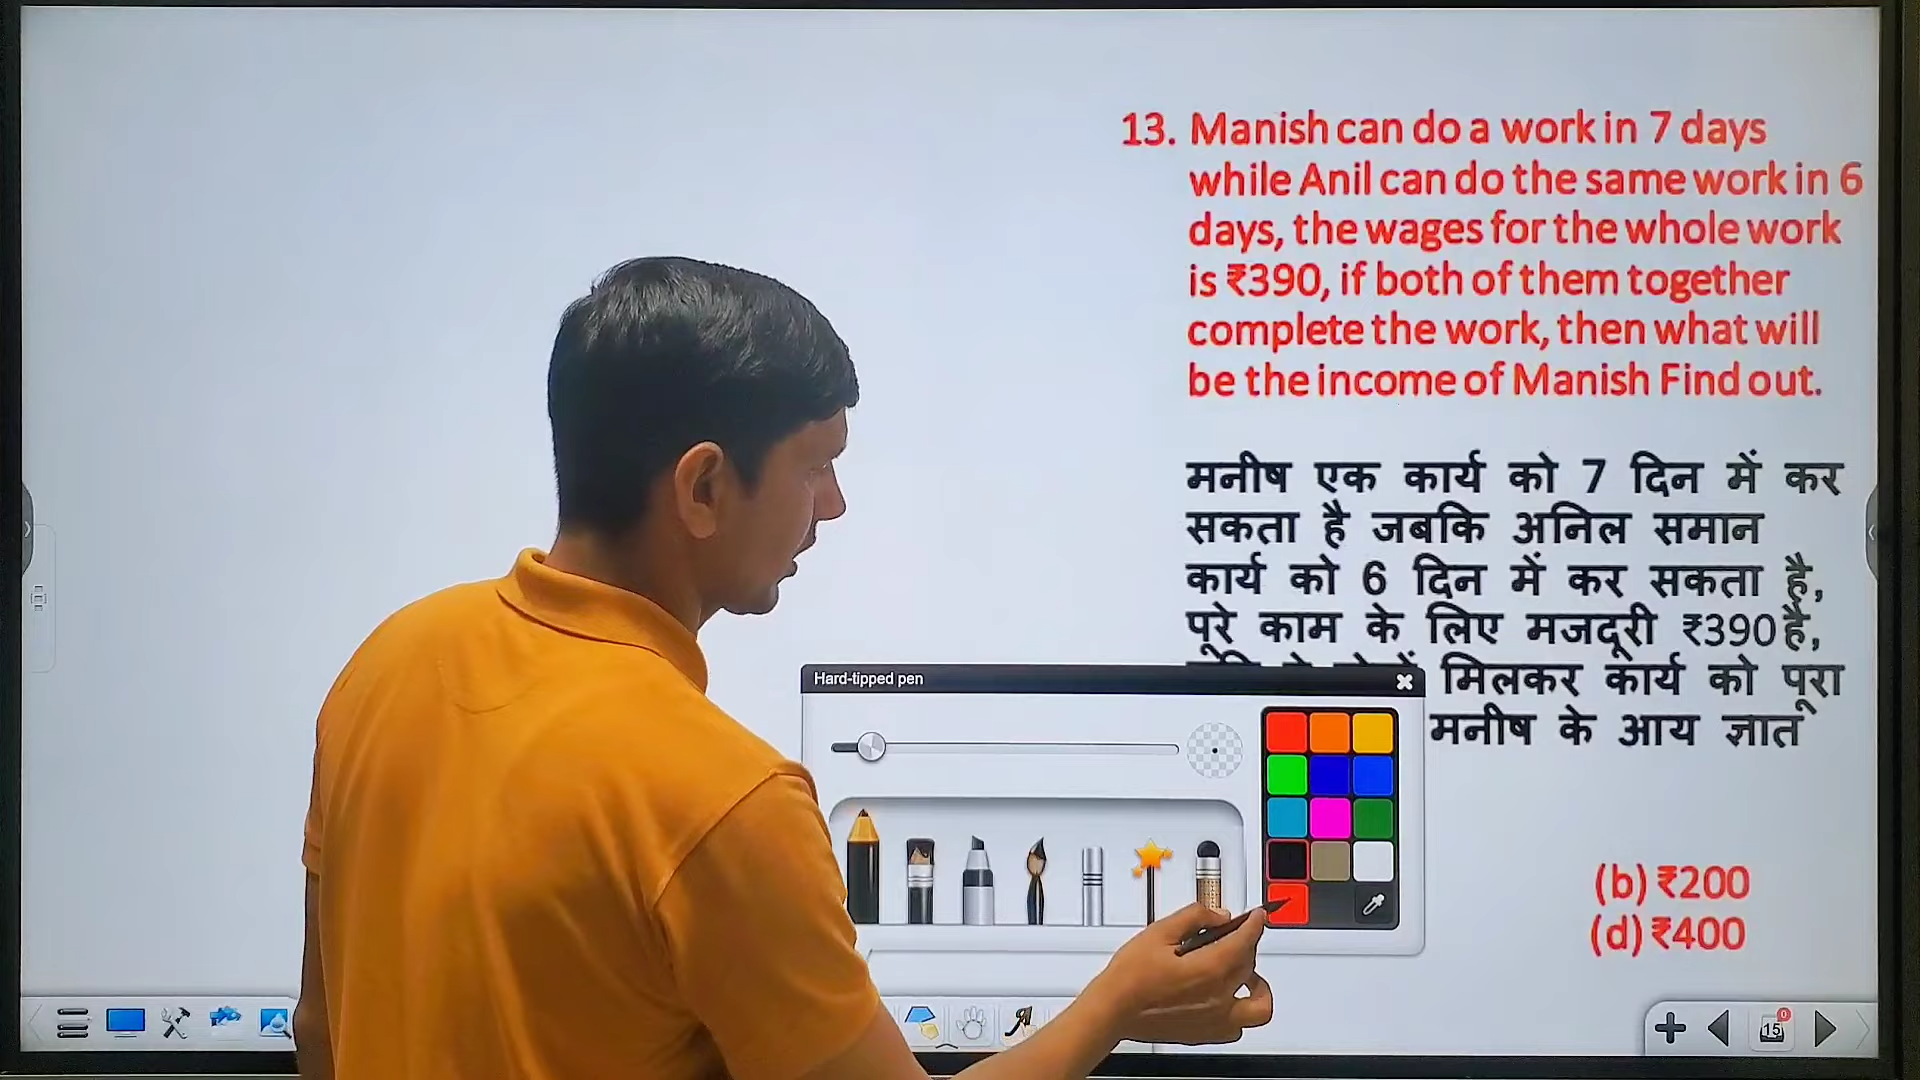 13. Manish can do a work in 7 days
while Anil can do the same work in 6
days, the wages for the whole work
is ₹390, if both of them together
complete the work, then what will
be the income of Manish Find out.
मनीष एक कार्य को 7 दिन में कर
सकता है जबकि अनिल समान
कार्य को 6 दिन में कर सकता है,
पूरे काम के लिए मजदूरी ₹390 है,
मिलकर कार्य को पूरा
मनीष के आय ज्ञात
Hard-tipped pen
(b) ₹200
(d) ₹400
15
0